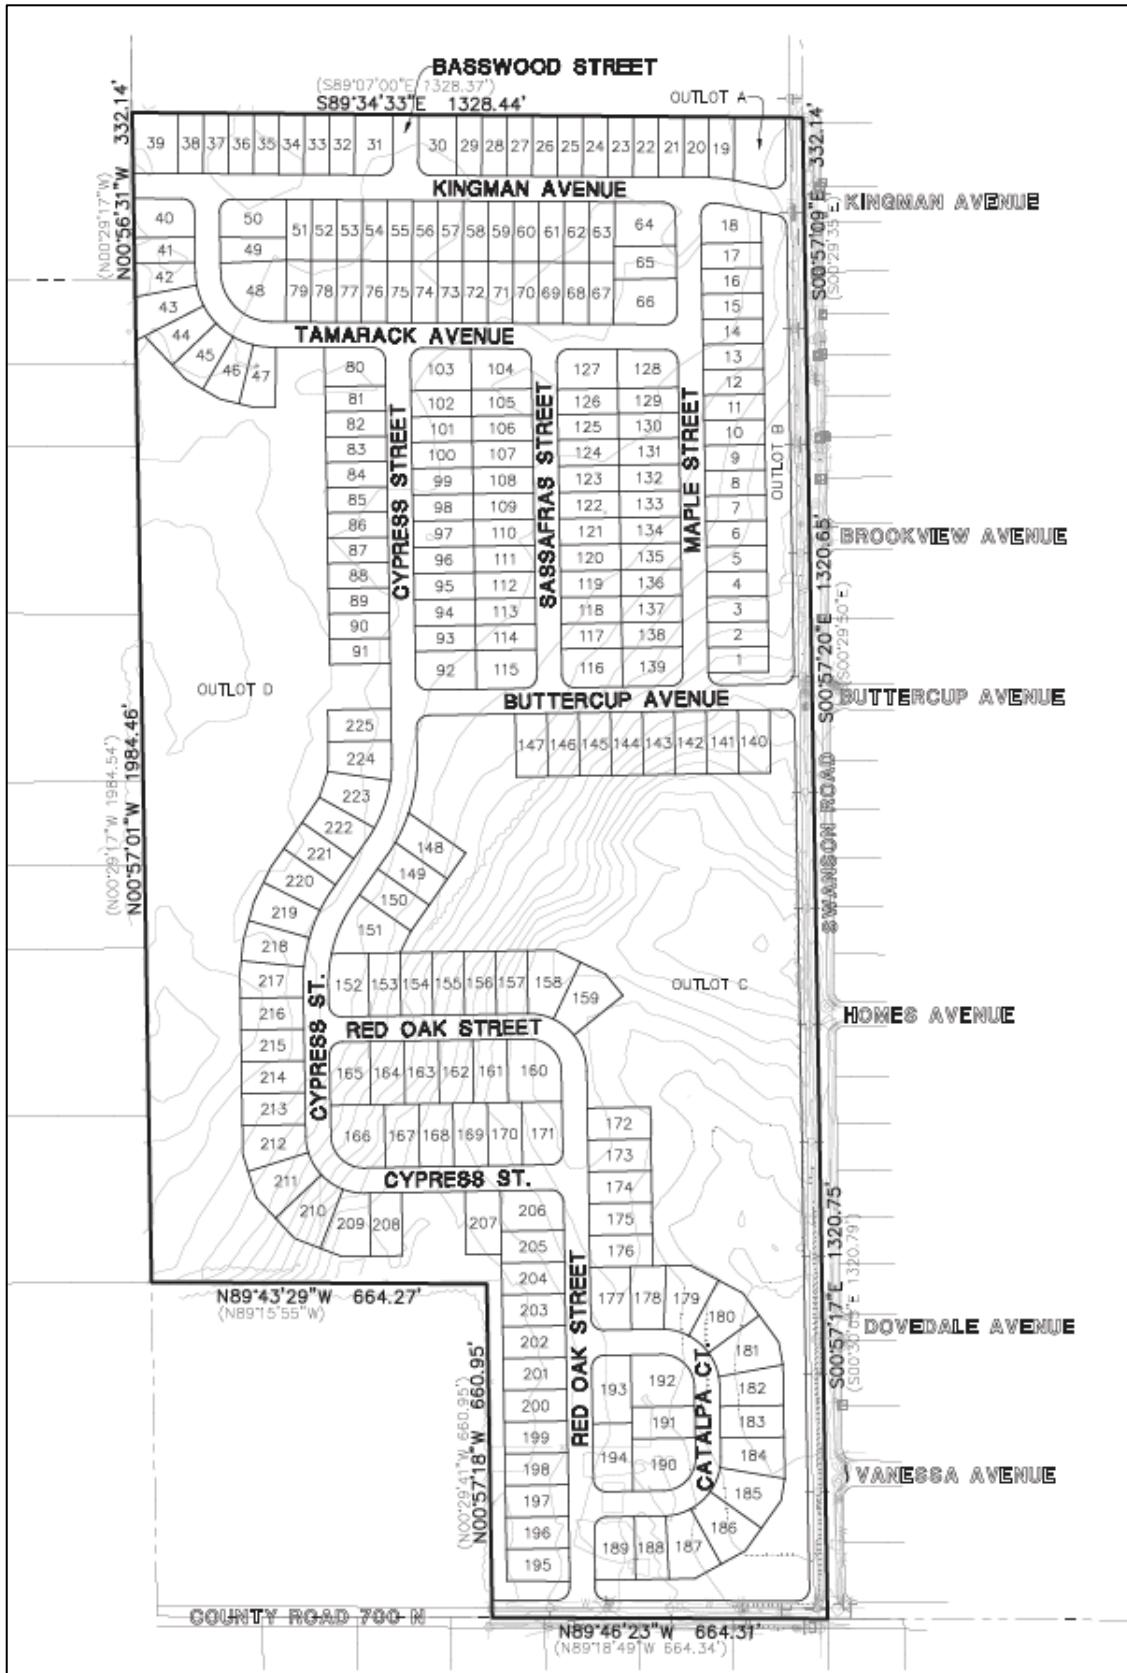 BASSWOOD STREET
(S89°07'00"E 1328.37')
S89°34'33"E 1328.44'
OUTLOT A
N00°56'31"W 332.14'
(N00°29'17"W)
S00°57'09"E 332.14'
(S00°29'35"E)
39 38 37 36 35 34 33 32 31 30 29 28 27 26 25 24 23 22 21 20 19
KINGMAN AVENUE
KINGMAN AVENUE
40 50 51 52 53 54 55 56 57 58 59 60 61 62 63 64 18
41 49 65 17
42 48 79 78 77 76 75 74 73 72 71 70 69 68 67 66 16
43 15
44 TAMARACK AVENUE 14
45 46 47
80 103 104 127 128 13
81 102 105 126 129 12
82 101 106 125 130 11
83 100 107 124 131 10
84 99 108 123 132 9
85 98 109 122 133 8
86 97 110 121 134 7
87 96 111 120 135 6
88 95 112 119 136 5
89 94 113 118 137 4
90 93 114 117 138 3
91 92 115 116 139 2
1
CYPRESS STREET
SASSAFRAS STREET
MAPLE STREET
OUTLOT B
BROOKVIEW AVENUE
S00°57'20"E 1320.65'
(S00°29'50"E)
OUTLOT D
BUTTERCUP AVENUE
BUTTERCUP AVENUE
225 147 146 145 144 143 142 141 140
224
223
222 148
221 149
220 150
219 151
218
N00°57'01"W 1984.46'
(N00°29'17"W 1984.54')
SWANSON ROAD
217 152 153 154 155 156 157 158 159
OUTLOT C
216
CYPRESS ST.
RED OAK STREET
HOMES AVENUE
215
214 165 164 163 162 161 160
213
212 166 167 168 169 170 171 172
173
211 CYPRESS ST. 174
210 209 208 207 206 175
205 176
204
N89°43'29"W 664.27'
(N89°15'55"W)
S00°57'17"E 1320.75'
(S00°30'05"E 1320.79')
203 177 178 179 180
DOVEDALE AVENUE
202 181
201 193 192 182
200 191 183
199 194 190 184
198 185
197 186
196 189 188 187
195
RED OAK STREET
CATALPA CT.
N00°57'18"W 660.95'
(N00°29'41"W 660.95')
VANESSA AVENUE
COUNTY ROAD 700 N
N89°46'23"W 664.31'
(N89°18'49"W 664.34')